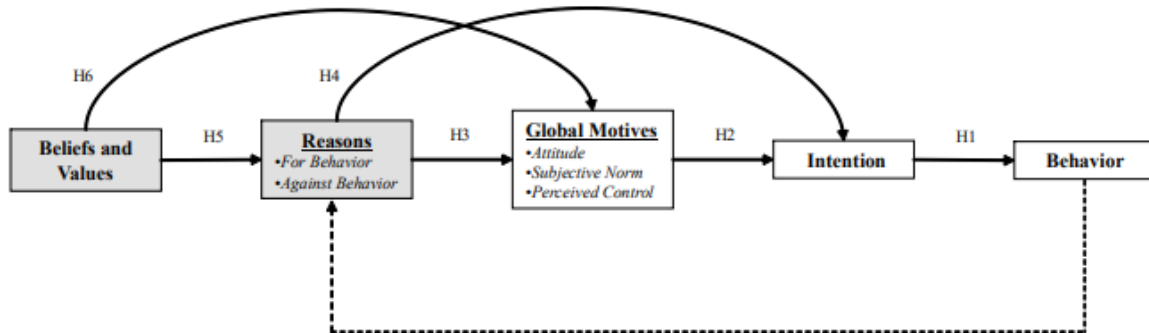 H6
H4
Beliefs and
Values
H5
Reasons
•For Behavior
•Against Behavior
H3
Global Motives
•Attitude
•Subjective Norm
•Perceived Control
H2
Intention
H1
Behavior